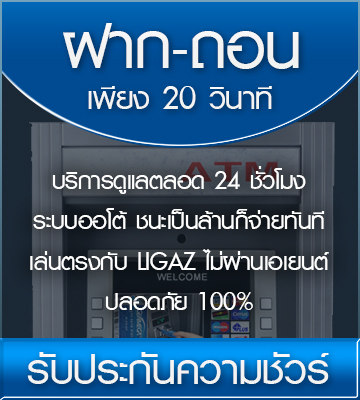 ฝาก-ถอน
เพียง 20 วินาที
ATM
บริการดูแลตลอด 24 ชั่วโมง
ระบบออโต้ ชนะเป็นล้านก็จ่ายทันที
เล่นตรงกับ LIGAZ ไม่ผ่านเอเยนต์
WELCOME
ปลอดภัย 100%
รับประกันความชัวร์